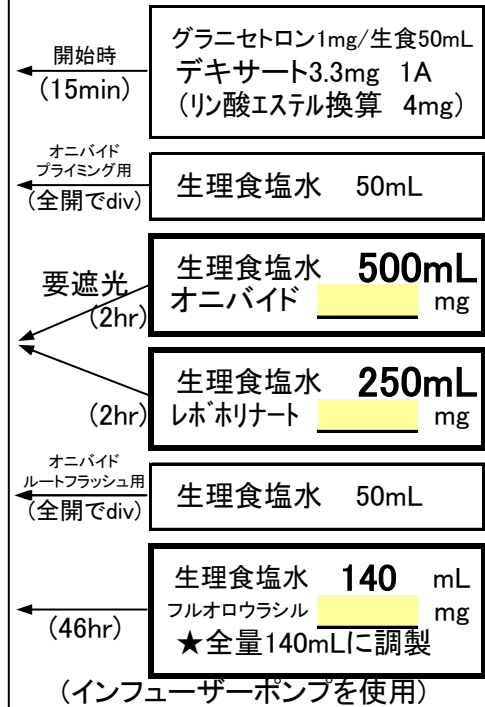 開始時
(15min)
グラニセトロン1mg/生食50mL
デキサート3.3mg 1A
(リン酸エステル換算 4mg)
オニバイド
プライミング用
(全開でdiv)
生理食塩水 50mL
要遮光
(2hr)
生理食塩水 500mL
オニバイド mg
(2hr)
生理食塩水 250mL
レボホリナート mg
オニバイド
ルートフラッシュ用
(全開でdiv)
生理食塩水 50mL
(46hr)
生理食塩水 140 mL
フルオロウラシル mg
★全量140mLに調製
(インフューザーポンプを使用)